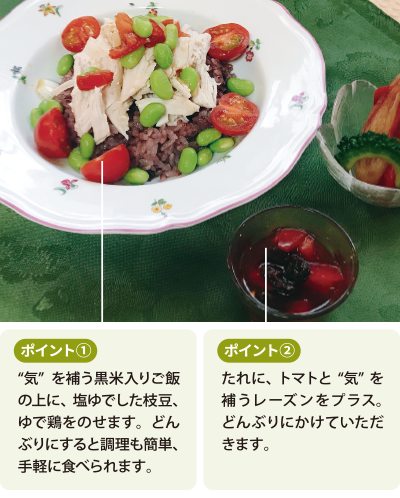 ポイント①
“気”を補う黒米入りご飯
の上に、塩ゆでした枝豆、
ゆで鶏をのせます。どん
ぶりにすると調理も簡単、
手軽に食べられます。
ポイント②
たれに、トマトと“気”を
補うレーズンをプラス。
どんぶりにかけていただ
きます。